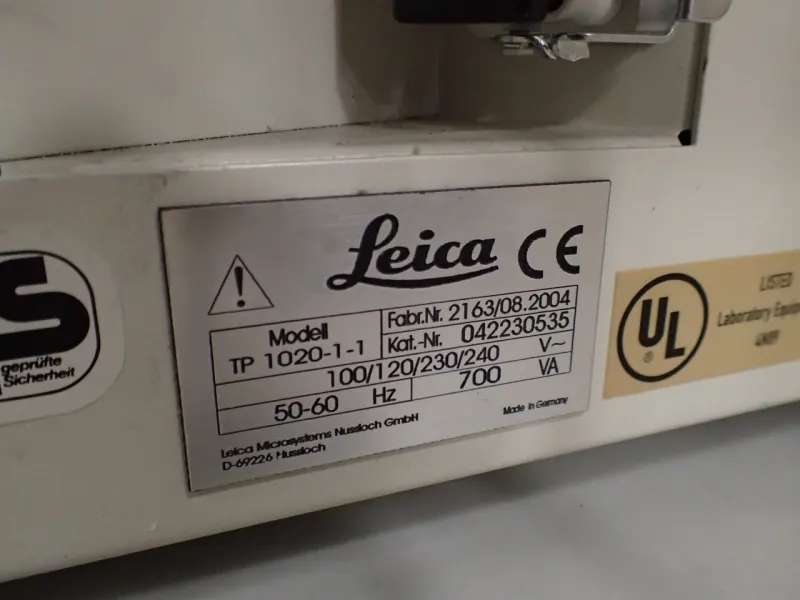 S
geprüfte
Sicherheit
Leica CE
Modell
TP 1020-1-1
Fabr.Nr. 2163/08.2004
Kat.-Nr. 042230535
100/120/230/240 V~
50-60 Hz 700 VA
Leica Microsystems Nussloch GmbH
D-69226 Nussloch
Made in Germany
UL
®
LISTED
Laboratory Equip